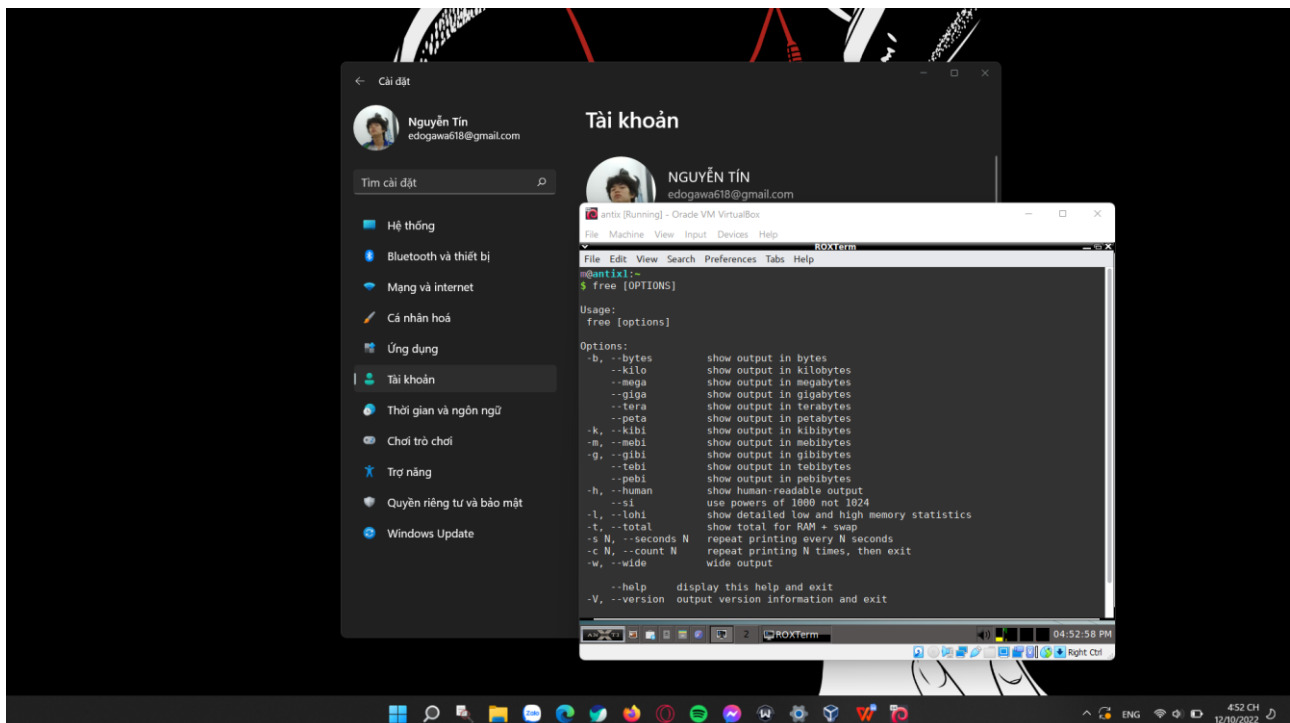 Cài đặt
Nguyễn Tín
edogawa618@gmail.com
Tìm cài đặt
Hệ thống
Bluetooth và thiết bị
Mạng và internet
Cá nhân hoá
Ứng dụng
Tài khoản
Thời gian và ngôn ngữ
Chơi trò chơi
Trợ năng
Quyền riêng tư và bảo mật
Windows Update
Tài khoản
NGUYỄN TÍN
edogawa618@gmail.com
antix [Running] - Oracle VM VirtualBox
File Machine View Input Devices Help
ROXTerm
File Edit View Search Preferences Tabs Help
m@antix1:~
$ free [OPTIONS]
Usage:
free [options]
Options:
-b, --bytes show output in bytes
--kilo show output in kilobytes
--mega show output in megabytes
--giga show output in gigabytes
--tera show output in terabytes
--peta show output in petabytes
-k, --kibi show output in kibibytes
-m, --mebi show output in mebibytes
-g, --gibi show output in gibibytes
--tebi show output in tebibytes
--pebi show output in pebibytes
-h, --human show human-readable output
--si use powers of 1000 not 1024
-l, --lohi show detailed low and high memory statistics
-t, --total show total for RAM + swap
-s N, --seconds N repeat printing every N seconds
-c N, --count N repeat printing N times, then exit
-w, --wide wide output
--help display this help and exit
-V, --version output version information and exit
2 ROXTerm 04:52:58 PM
Right Ctrl
Zalo
ENG
4:52 CH
12/10/2022